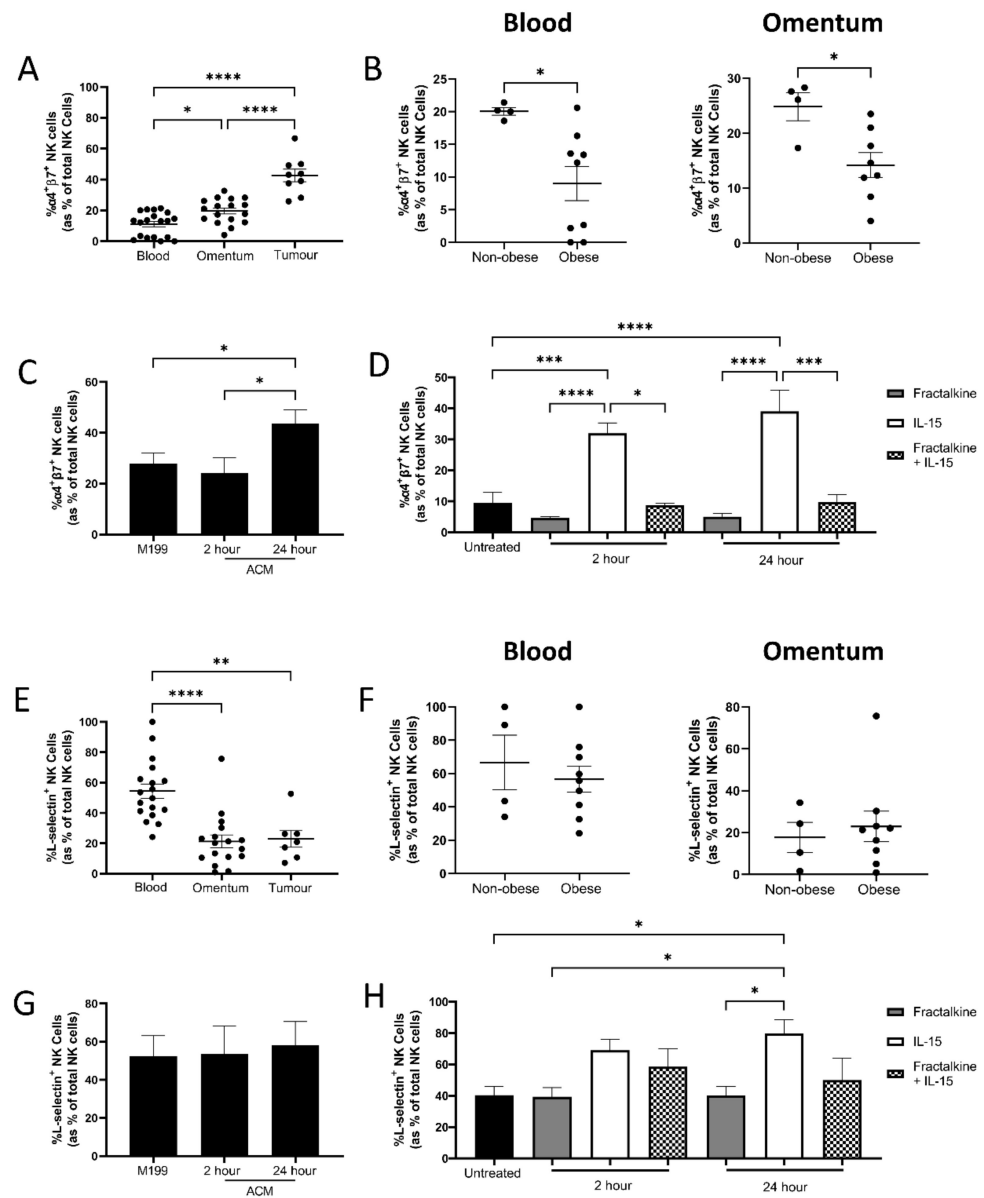 Blood
Omentum
A
%α4⁺β7⁺ NK cells
(as % of total NK Cells)
100
80
60
40
20
0
****
*
****
Blood
Omentum
Tumour
B
%α4⁺β7⁺ NK cells
(as % of total NK Cells)
25
20
15
10
5
0
*
Non-obese
Obese
%α4⁺β7⁺ NK cells
(as % of total NK Cells)
30
20
10
0
*
Non-obese
Obese
C
%α4⁺β7⁺ NK Cells
(as % of total NK cells)
60
40
20
0
*
*
M199
2 hour
24 hour
ACM
D
%α4⁺β7⁺ NK Cells
(as % of total NK cells)
50
40
30
20
10
0
****
***
****
*
****
***
Untreated
2 hour
24 hour
Fractalkine
IL-15
Fractalkine
+ IL-15
Blood
Omentum
E
%L-selectin⁺ NK Cells
(as % of total NK cells)
100
80
60
40
20
0
**
****
Blood
Omentum
Tumour
F
%L-selectin⁺ NK Cells
(as % of total NK cells)
100
80
60
40
20
0
Non-obese
Obese
%L-selectin⁺ NK Cells
(as % of total NK cells)
80
60
40
20
0
Non-obese
Obese
G
%L-selectin⁺ NK Cells
(as % of total NK cells)
80
60
40
20
0
M199
2 hour
24 hour
ACM
H
%L-selectin⁺ NK Cells
(as % of total NK cells)
100
80
60
40
20
0
*
*
*
Untreated
2 hour
24 hour
Fractalkine
IL-15
Fractalkine
+ IL-15